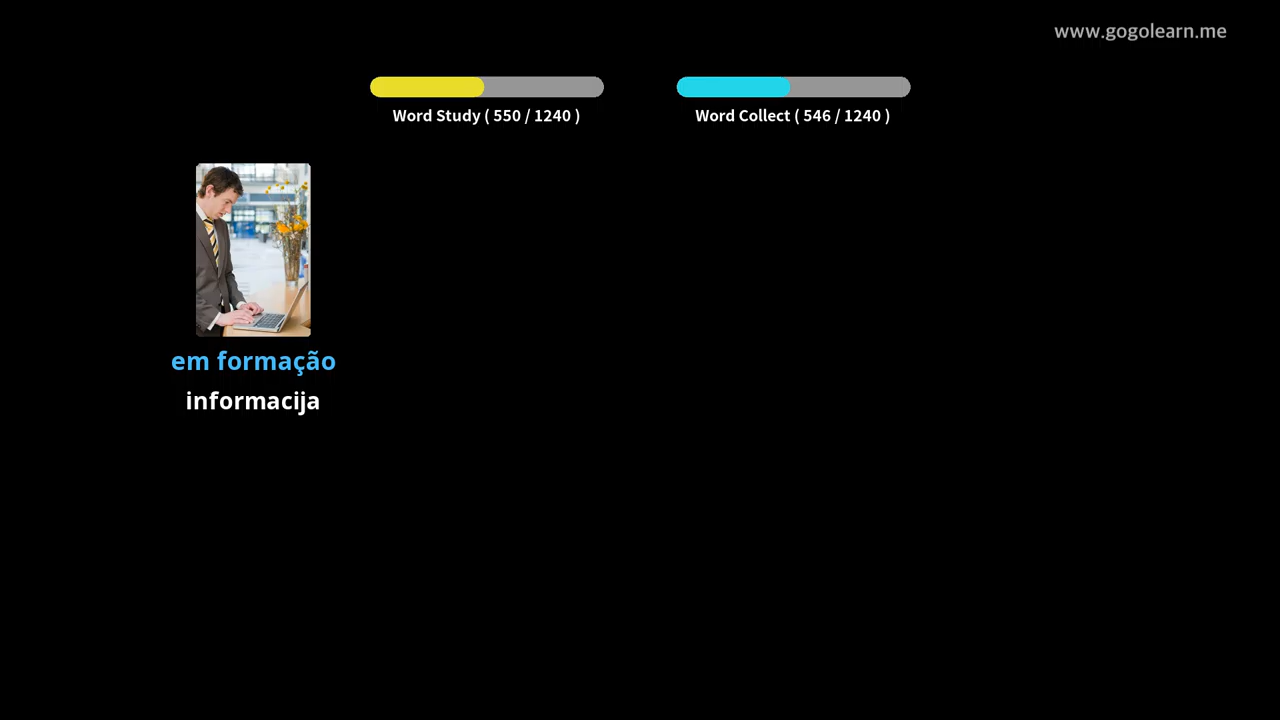 www.gogolearn.me
Word Study ( 550 / 1240 )
Word Collect ( 546 / 1240 )
em formação
informacija